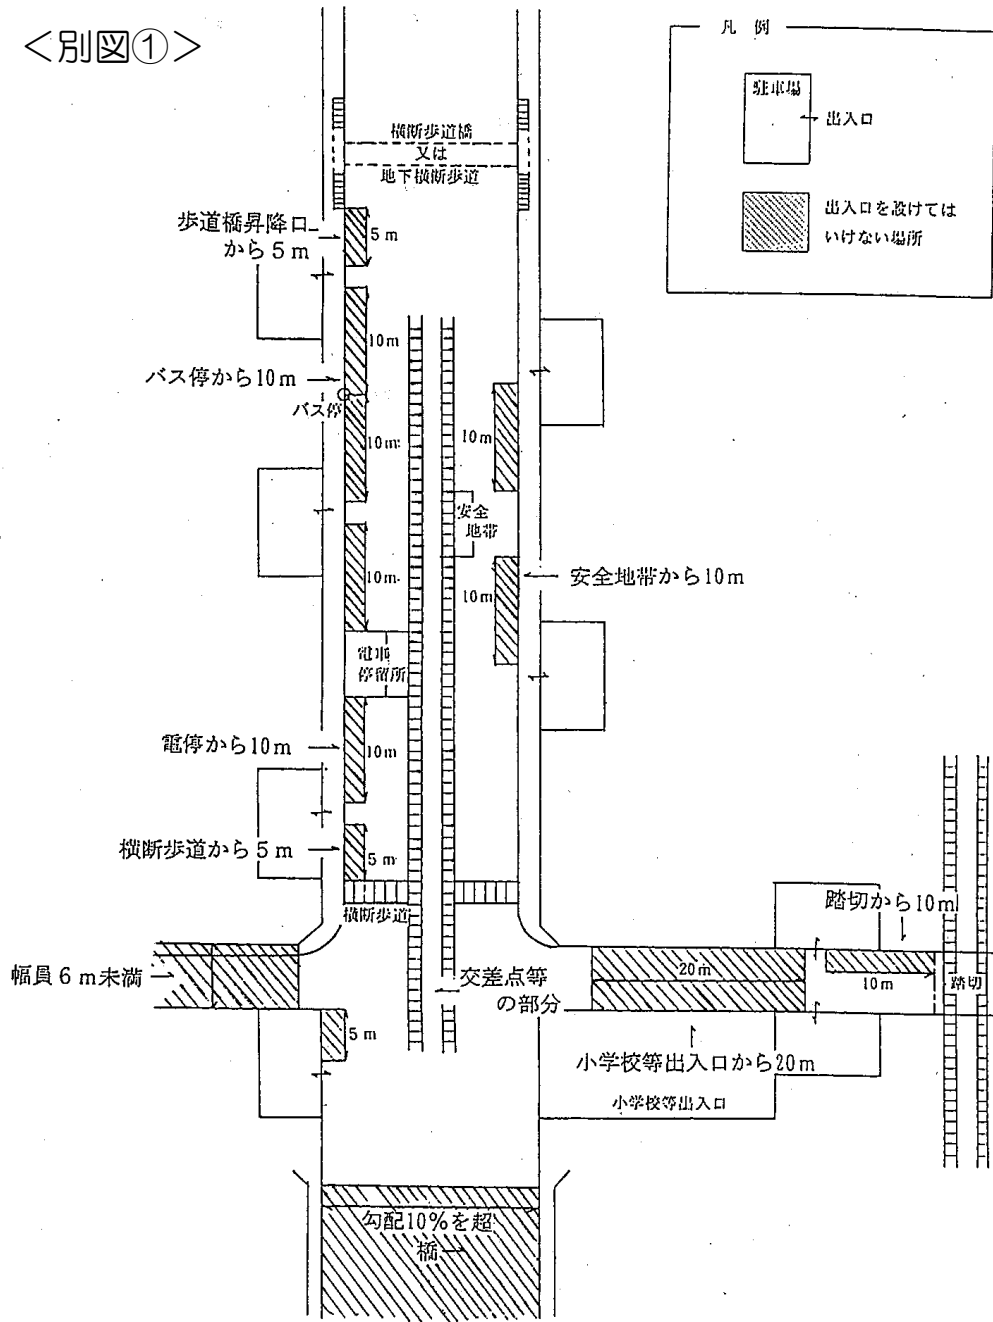 <別図①>
凡 例
駐車場
出入口
出入口を設けては
いけない場所
横断歩道橋
又は
地下横断歩道
歩道橋昇降口
から5m
5m
10m
バス停から10m
バス停
10m
10m
安全
地帯
10m
10m
安全地帯から10m
電車
停留所
電停から10m
10m
横断歩道から5m
5m
横断歩道
踏切から10m
幅員6m未満
20m
10m
踏切
交差点等
の部分
5m
小学校等出入口から20m
小学校等出入口
勾配10%を超
橋